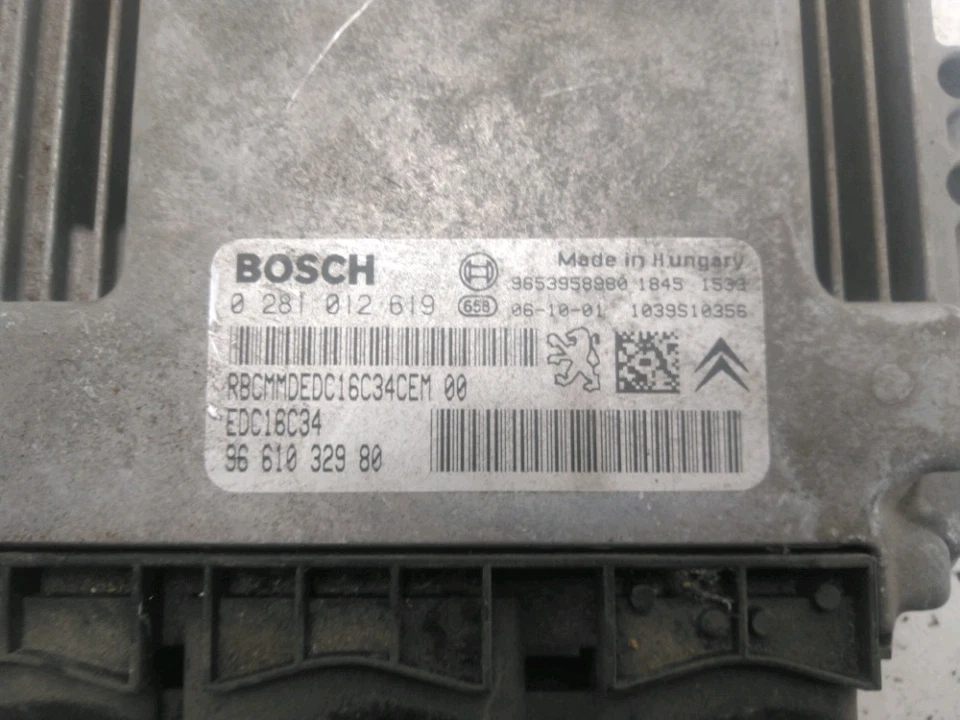 BOSCH
Made in Hungary
9653958980 1845 1533
0 281 012 619
658
06-10-01 1039S10356
RBCMMDEDC16C34CEM 00
EDC16C34
96 610 329 80